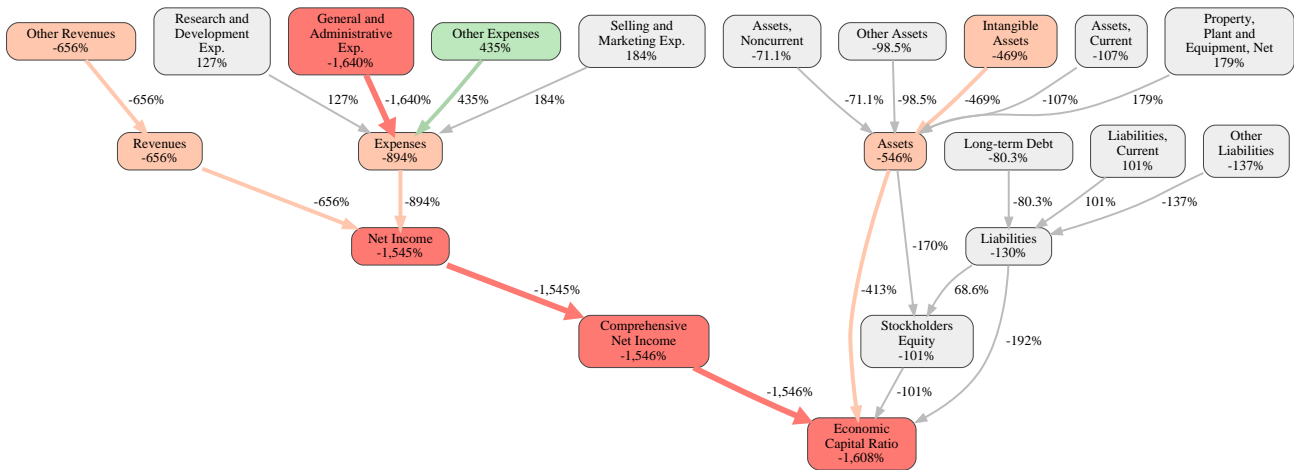 Other Revenues
-656%
Research and
Development
Exp.
127%
General and
Administrative
Exp.
-1,640%
Other Expenses
435%
Selling and
Marketing Exp.
184%
Assets,
Noncurrent
-71.1%
Other Assets
-98.5%
Intangible
Assets
-469%
Assets,
Current
-107%
Property,
Plant and
Equipment, Net
179%
-656%
127%
-1,640%
435%
184%
-71.1%
-98.5%
-469%
-107%
179%
Revenues
-656%
Expenses
-894%
Assets
-546%
Long-term Debt
-80.3%
Liabilities,
Current
101%
Other
Liabilities
-137%
-656%
-894%
-80.3%
101%
-137%
Net Income
-1,545%
-170%
Liabilities
-130%
-1,545%
-413%
68.6%
Comprehensive
Net Income
-1,546%
Stockholders
Equity
-101%
-192%
-1,546%
-101%
Economic
Capital Ratio
-1,608%